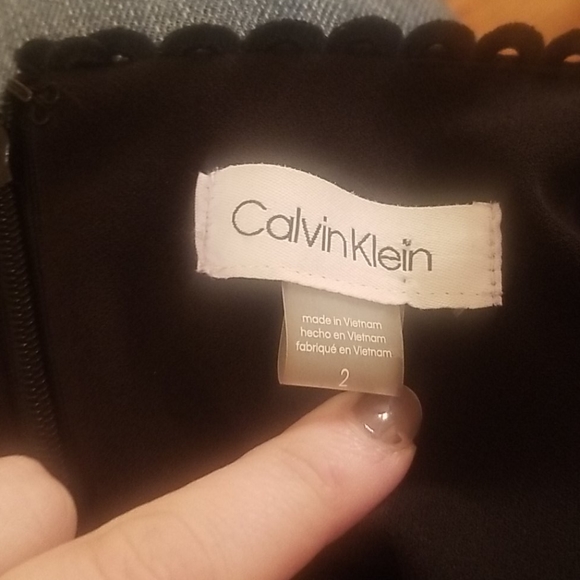 Calvin Klein
made in Vietnam
hecho en Vietnam
fabriqué en Vietnam
2